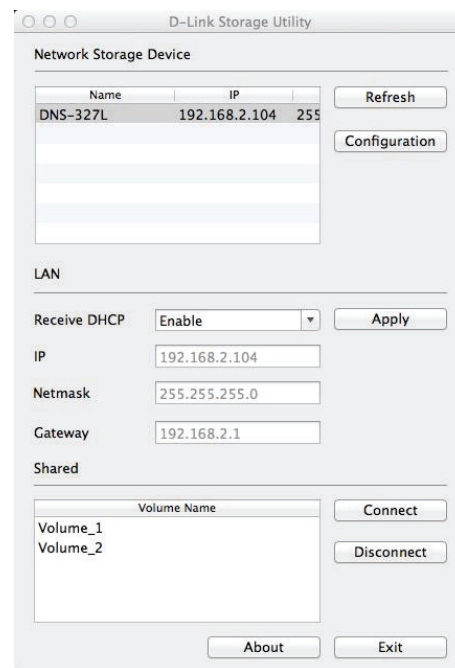 D-Link Storage Utility
Network Storage Device
Name IP
DNS-327L 192.168.2.104 255
Refresh
Configuration
LAN
Receive DHCP Enable Apply
IP 192.168.2.104
Netmask 255.255.255.0
Gateway 192.168.2.1
Shared
Volume Name
Volume_1
Volume_2
Connect
Disconnect
About Exit